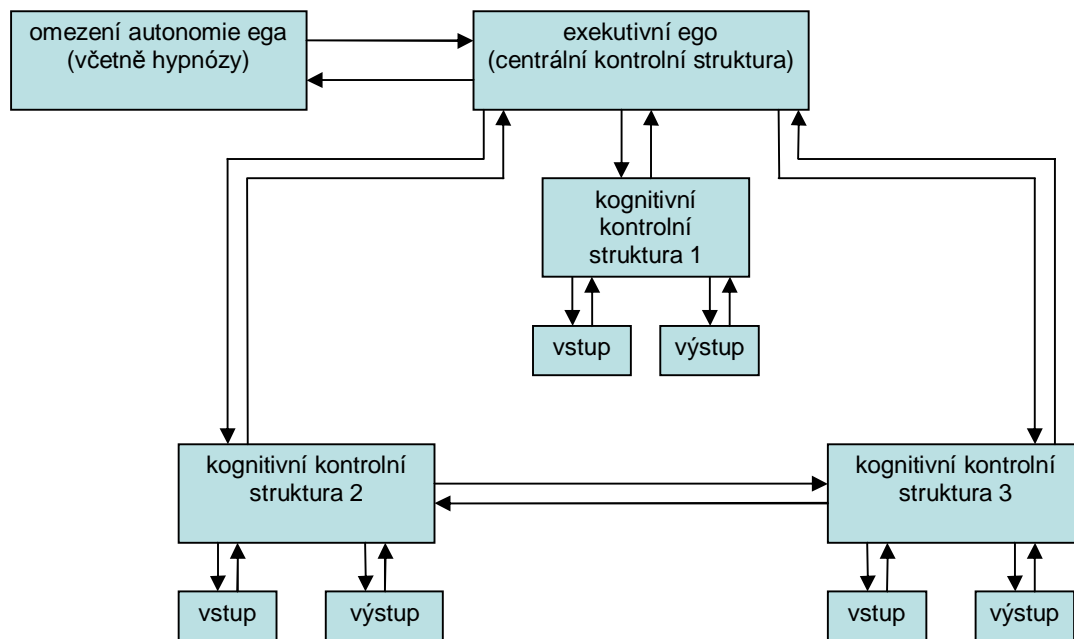 omezení autonomie ega
(včetně hypnózy)
exekutivní ego
(centrální kontrolní struktura)
kognitivní
kontrolní
struktura 1
vstup
výstup
kognitivní kontrolní
struktura 2
kognitivní kontrolní
struktura 3
vstup
výstup
vstup
výstup